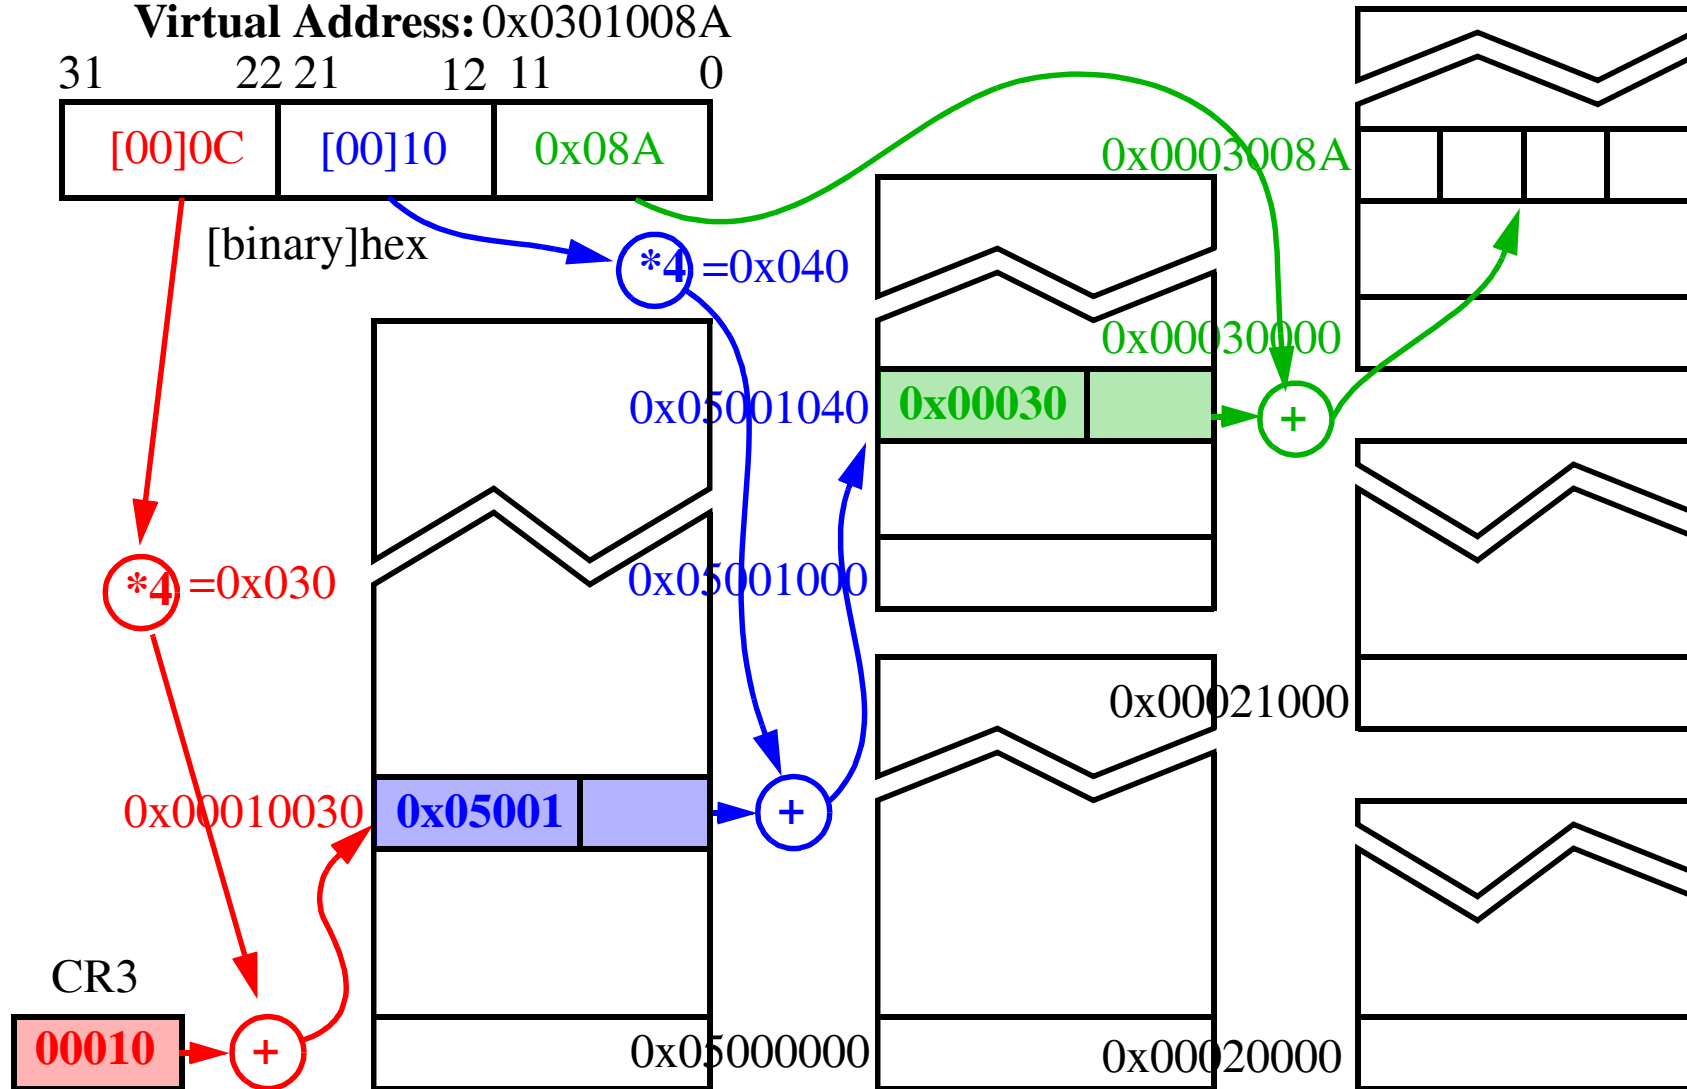 Virtual Address: 0x0301008A
31 22 21 12 11 0
[00]0C [00]10 0x08A
0x0003008A
[binary]hex
*4 =0x040
0x00030000
0x05001040 0x00030 +
*4 =0x030
0x05001000
0x00021000
0x00010030 0x05001 +
CR3
00010 + 0x05000000 0x00020000